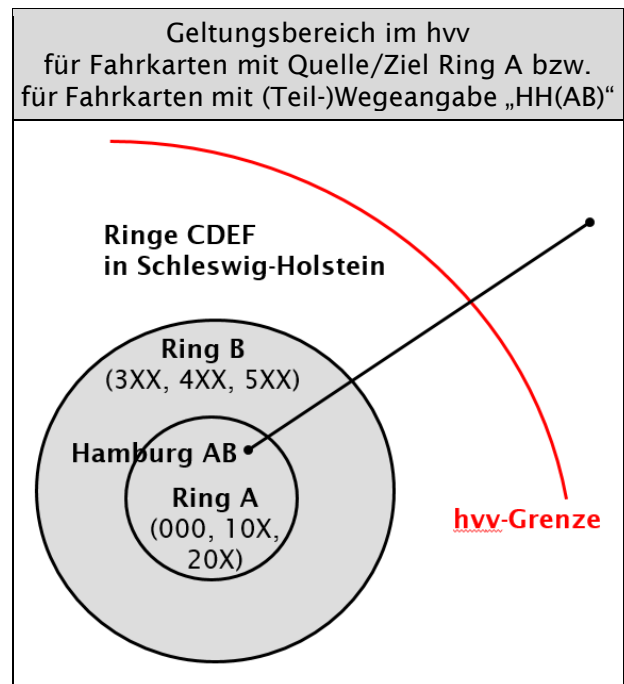 Geltungsbereich im hvv
für Fahrkarten mit Quelle/Ziel Ring A bzw.
für Fahrkarten mit (Teil-)Wegeangabe „HH(AB)“
Ringe CDEF
in Schleswig-Holstein
Ring B
(3XX, 4XX, 5XX)
Hamburg AB
Ring A
(000, 10X,
20X)
hvv-Grenze